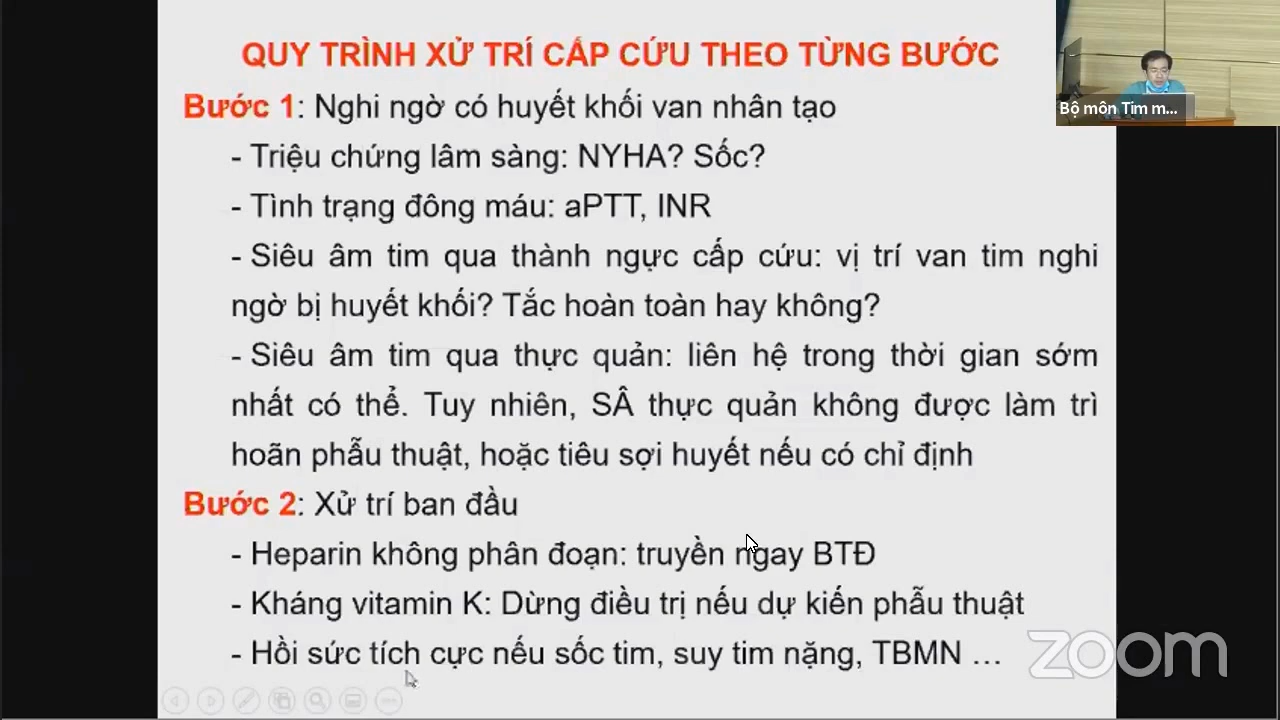 QUY TRÌNH XỬ TRÍ CẤP CỨU THEO TỪNG BƯỚC
Bước 1: Nghi ngờ có huyết khối van nhân tạo
- Triệu chứng lâm sàng: NYHA? Sốc?
- Tình trạng đông máu: aPTT, INR
- Siêu âm tim qua thành ngực cấp cứu: vị trí van tim nghi
ngờ bị huyết khối? Tắc hoàn toàn hay không?
- Siêu âm tim qua thực quản: liên hệ trong thời gian sớm
nhất có thể. Tuy nhiên, SÂ thực quản không được làm trì
hoãn phẫu thuật, hoặc tiêu sợi huyết nếu có chỉ định
Bước 2: Xử trí ban đầu
- Heparin không phân đoạn: truyền ngay BTĐ
- Kháng vitamin K: Dừng điều trị nếu dự kiến phẫu thuật
- Hồi sức tích cực nếu sốc tim, suy tim nặng, TBMN ...
Bộ môn Tim m...
zoom